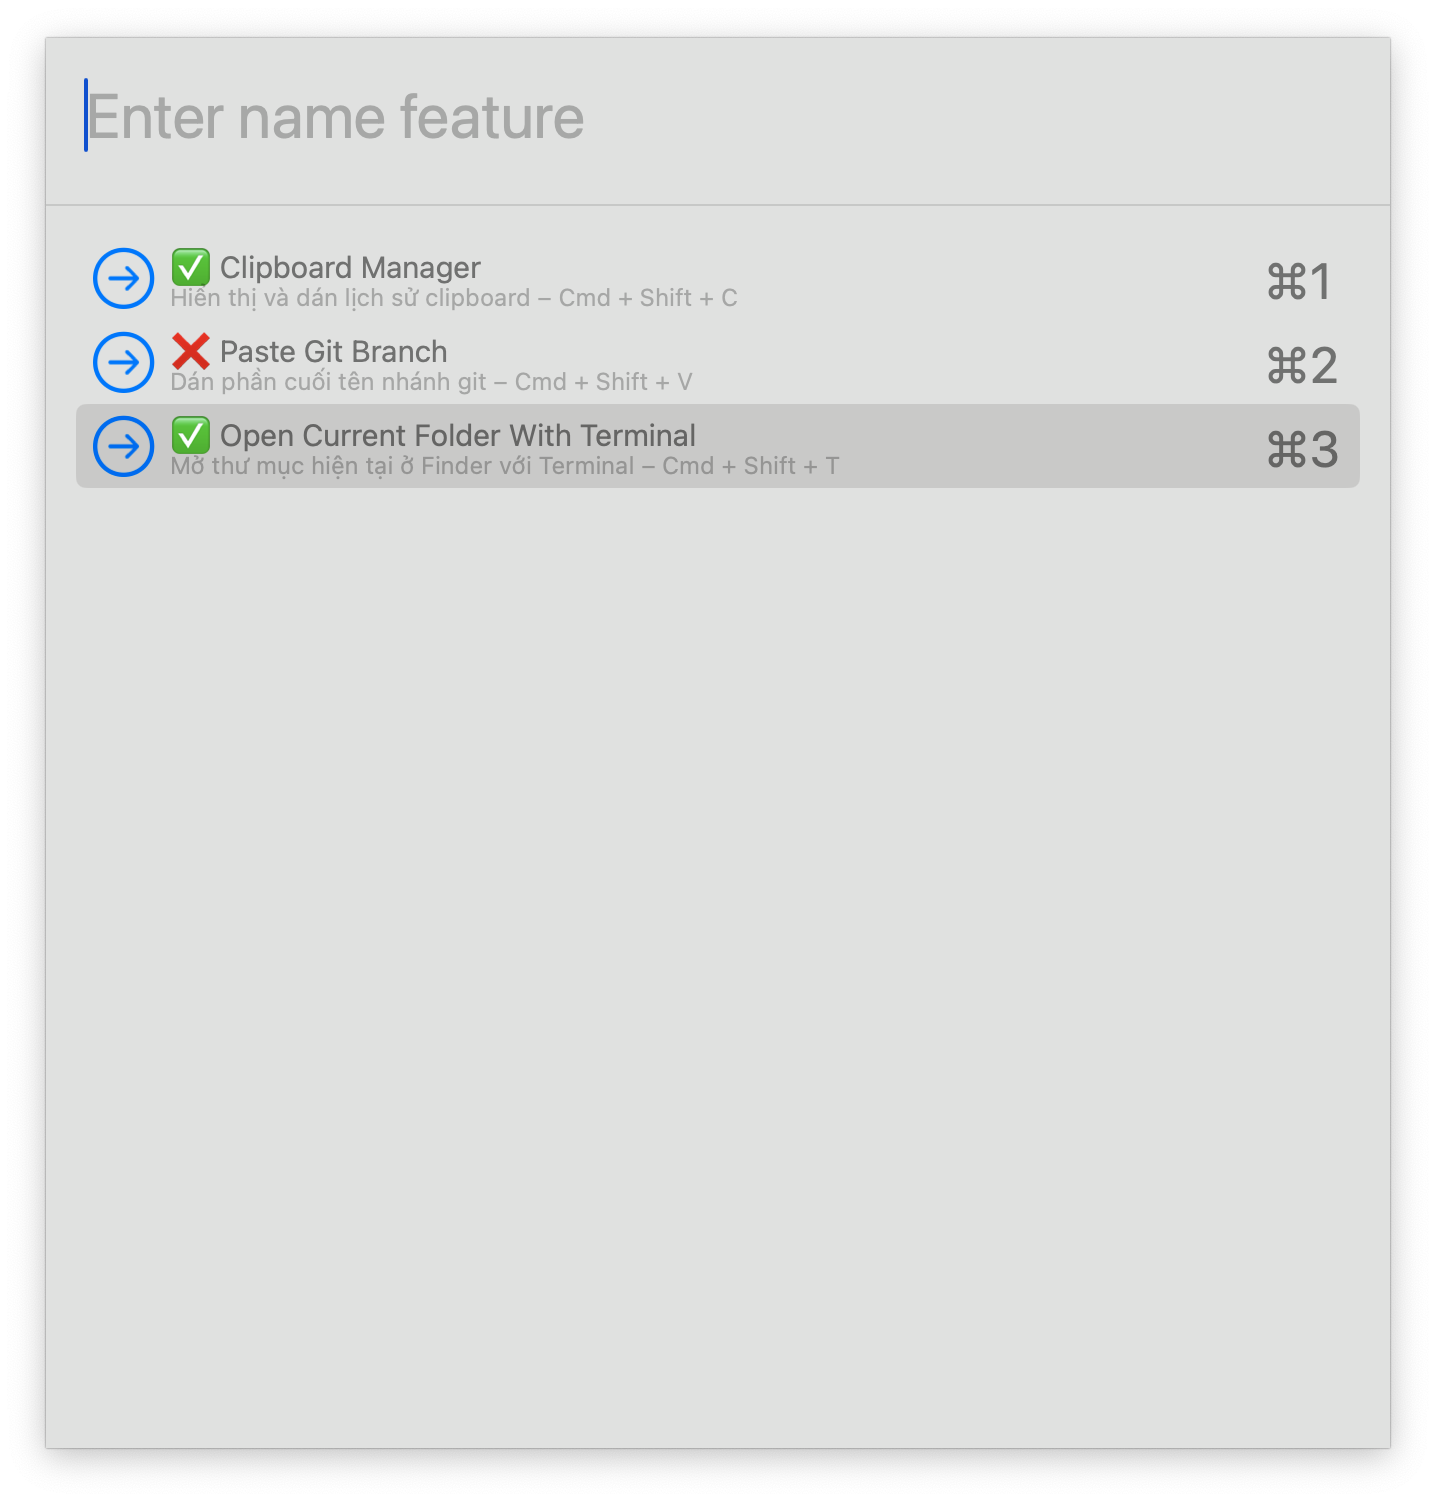 Enter name feature
✅ Clipboard Manager
⌘1
Hiển thị và dán lịch sử clipboard – Cmd + Shift + C
❌ Paste Git Branch
⌘2
Dán phần cuối tên nhánh git – Cmd + Shift + V
✅ Open Current Folder With Terminal
⌘3
Mở thư mục hiện tại ở Finder với Terminal – Cmd + Shift + T